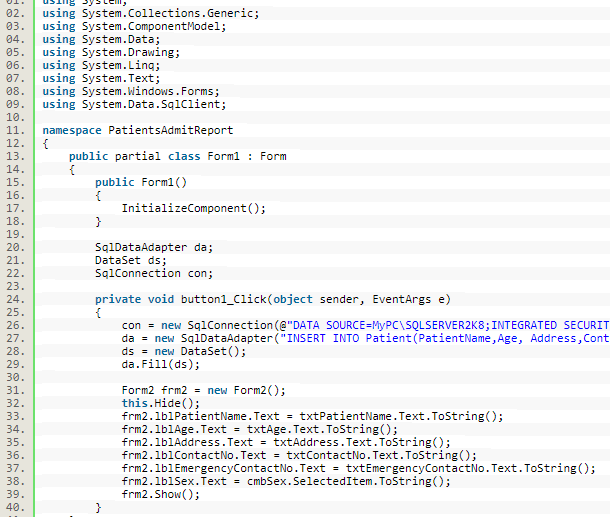 01. using System;
02. using System.Collections.Generic;
03. using System.ComponentModel;
04. using System.Data;
05. using System.Drawing;
06. using System.Linq;
07. using System.Text;
08. using System.Windows.Forms;
09. using System.Data.SqlClient;
10.
11. namespace PatientsAdmitReport
12. {
13.     public partial class Form1 : Form
14.     {
15.         public Form1()
16.         {
17.             InitializeComponent();
18.         }
19.
20.         SqlDataAdapter da;
21.         DataSet ds;
22.         SqlConnection con;
23.
24.         private void button1_Click(object sender, EventArgs e)
25.         {
26.             con = new SqlConnection(@"DATA SOURCE=MyPC\SQLSERVER2K8;INTEGRATED SECURIT
27.             da = new SqlDataAdapter("INSERT INTO Patient(PatientName,Age, Address,Cont
28.             ds = new DataSet();
29.             da.Fill(ds);
30.
31.             Form2 frm2 = new Form2();
32.             this.Hide();
33.             frm2.lblPatientName.Text = txtPatientName.Text.ToString();
34.             frm2.lblAge.Text = txtAge.Text.ToString();
35.             frm2.lblAddress.Text = txtAddress.Text.ToString();
36.             frm2.lblContactNo.Text = txtContactNo.Text.ToString();
37.             frm2.lblEmergencyContactNo.Text = txtEmergencyContactNo.Text.ToString();
38.             frm2.lblSex.Text = cmbSex.SelectedItem.ToString();
39.             frm2.Show();
40.         }